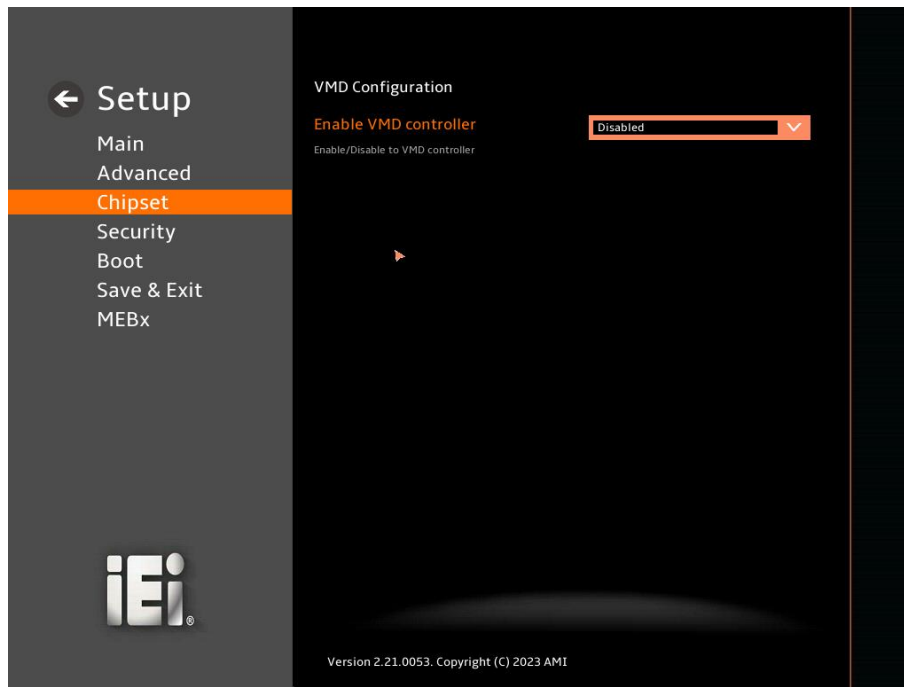 Setup
Main
Advanced
Chipset
Security
Boot
Save & Exit
MEBx
VMD Configuration
Enable VMD controller
Disabled
Enable/Disable to VMD controller
iEi®
Version 2.21.0053. Copyright (C) 2023 AMI